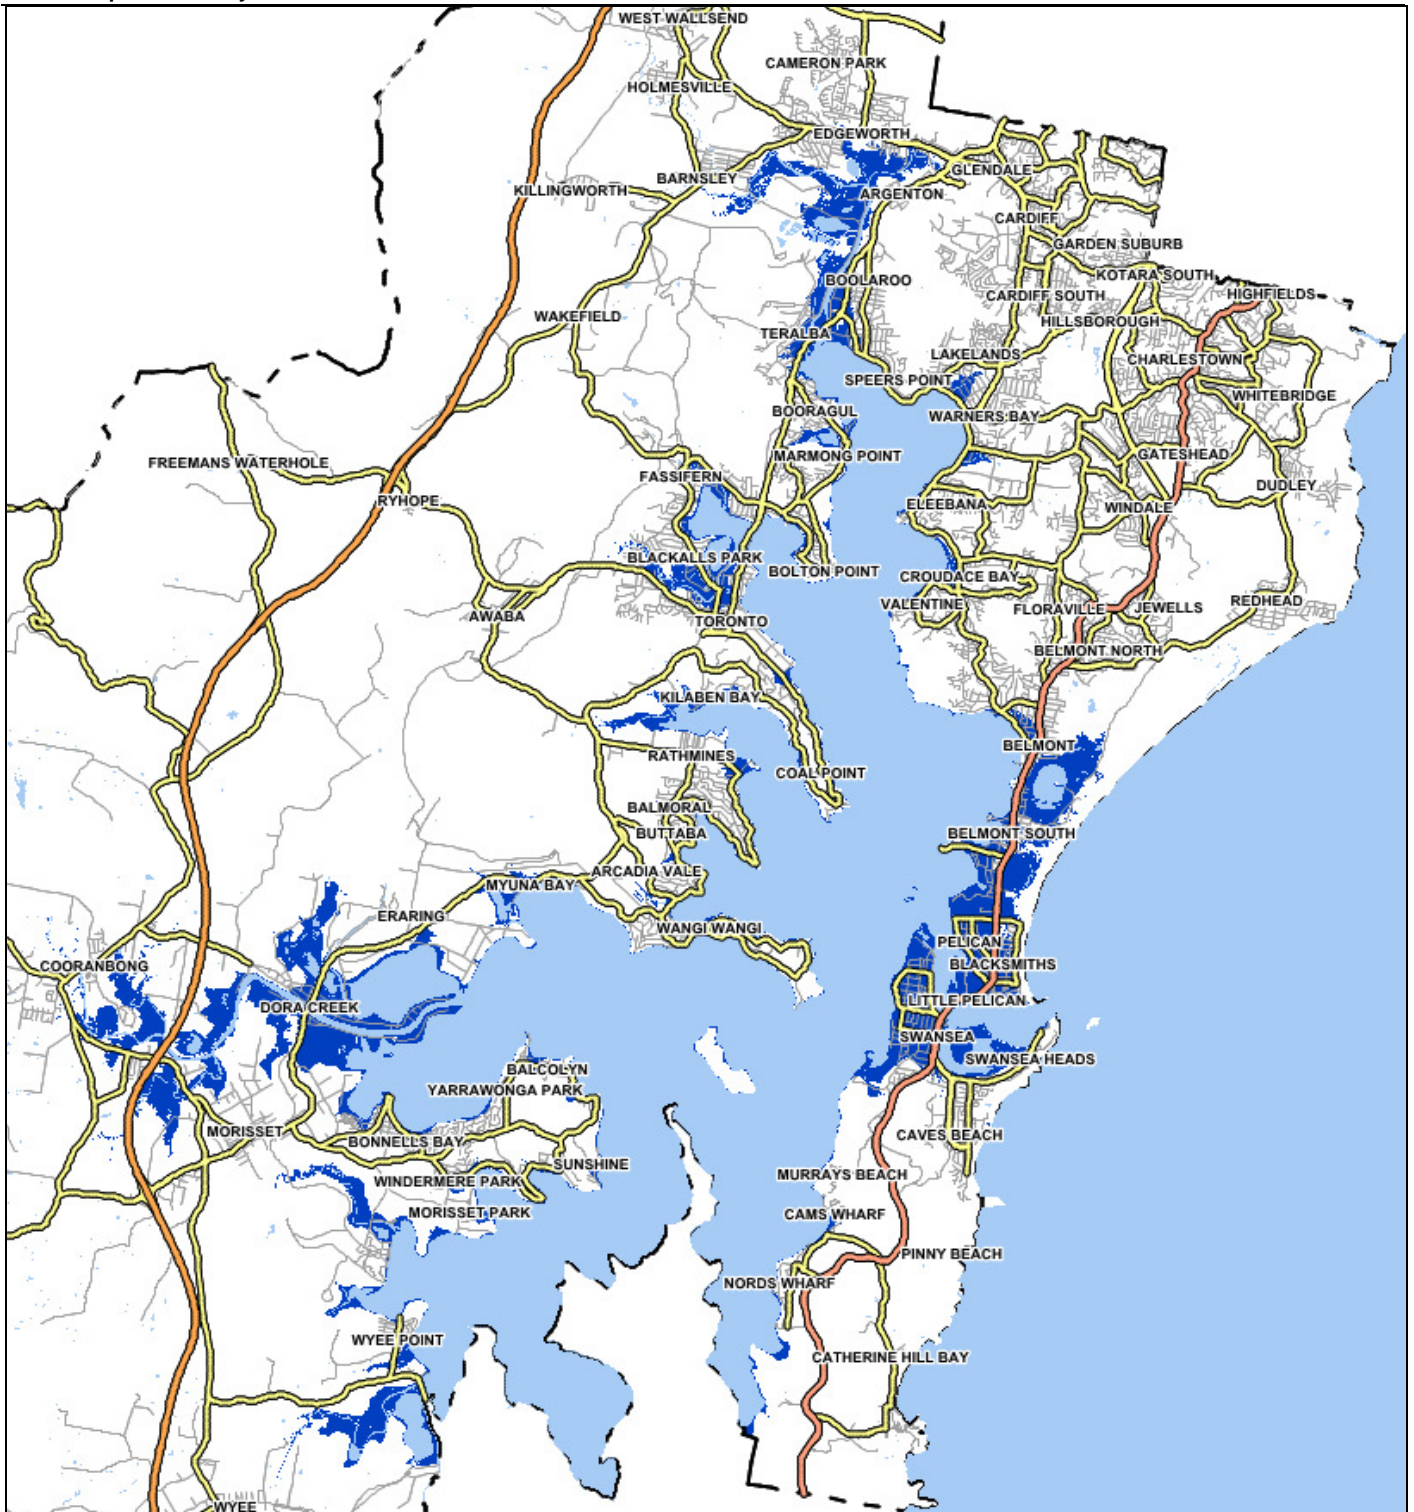 WEST WALLSEND
CAMERON PARK
HOLMESVILLE
EDGEWORTH
GLENDALE
BARNSLEY
KILLINGWORTH
ARGENTON
CARDIFF
GARDEN SUBURB
KOTARA SOUTH
BOOLAROO
CARDIFF SOUTH
HIGHFIELDS
WAKEFIELD
HILLSBOROUGH
TERALBA
LAKELANDS
CHARLESTOWN
SPEERS POINT
WHITEBRIDGE
BOORAGUL
WARNERS BAY
MARMONG POINT
GATESHEAD
FREEMANS WATERHOLE
FASSIFERN
DUDLEY
RYHOPE
ELEEBANA
WINDALE
BLACKALLS PARK
BOLTON POINT
CROUDACE BAY
AWABA
VALENTINE
FLORAVILLE
JEWELLS
REDHEAD
TORONTO
BELMONT NORTH
KILABEN BAY
BELMONT
RATHMINES
COAL POINT
BALMORAL
BUTTABA
BELMONT SOUTH
ARCADIA VALE
MYUNA BAY
ERARING
WANGI WANGI
PELICAN
COORANBONG
BLACKSMITHS
DORA CREEK
LITTLE PELICAN
SWANSEA
SWANSEA HEADS
BALCOLYN
YARRAWONGA PARK
MORISSET
BONNELLS BAY
CAVES BEACH
SUNSHINE
WINDERMERE PARK
MURRAYS BEACH
MORISSET PARK
CAMS WHARF
PINNY BEACH
NORDS WHARF
WYEE POINT
CATHERINE HILL BAY
WYEE